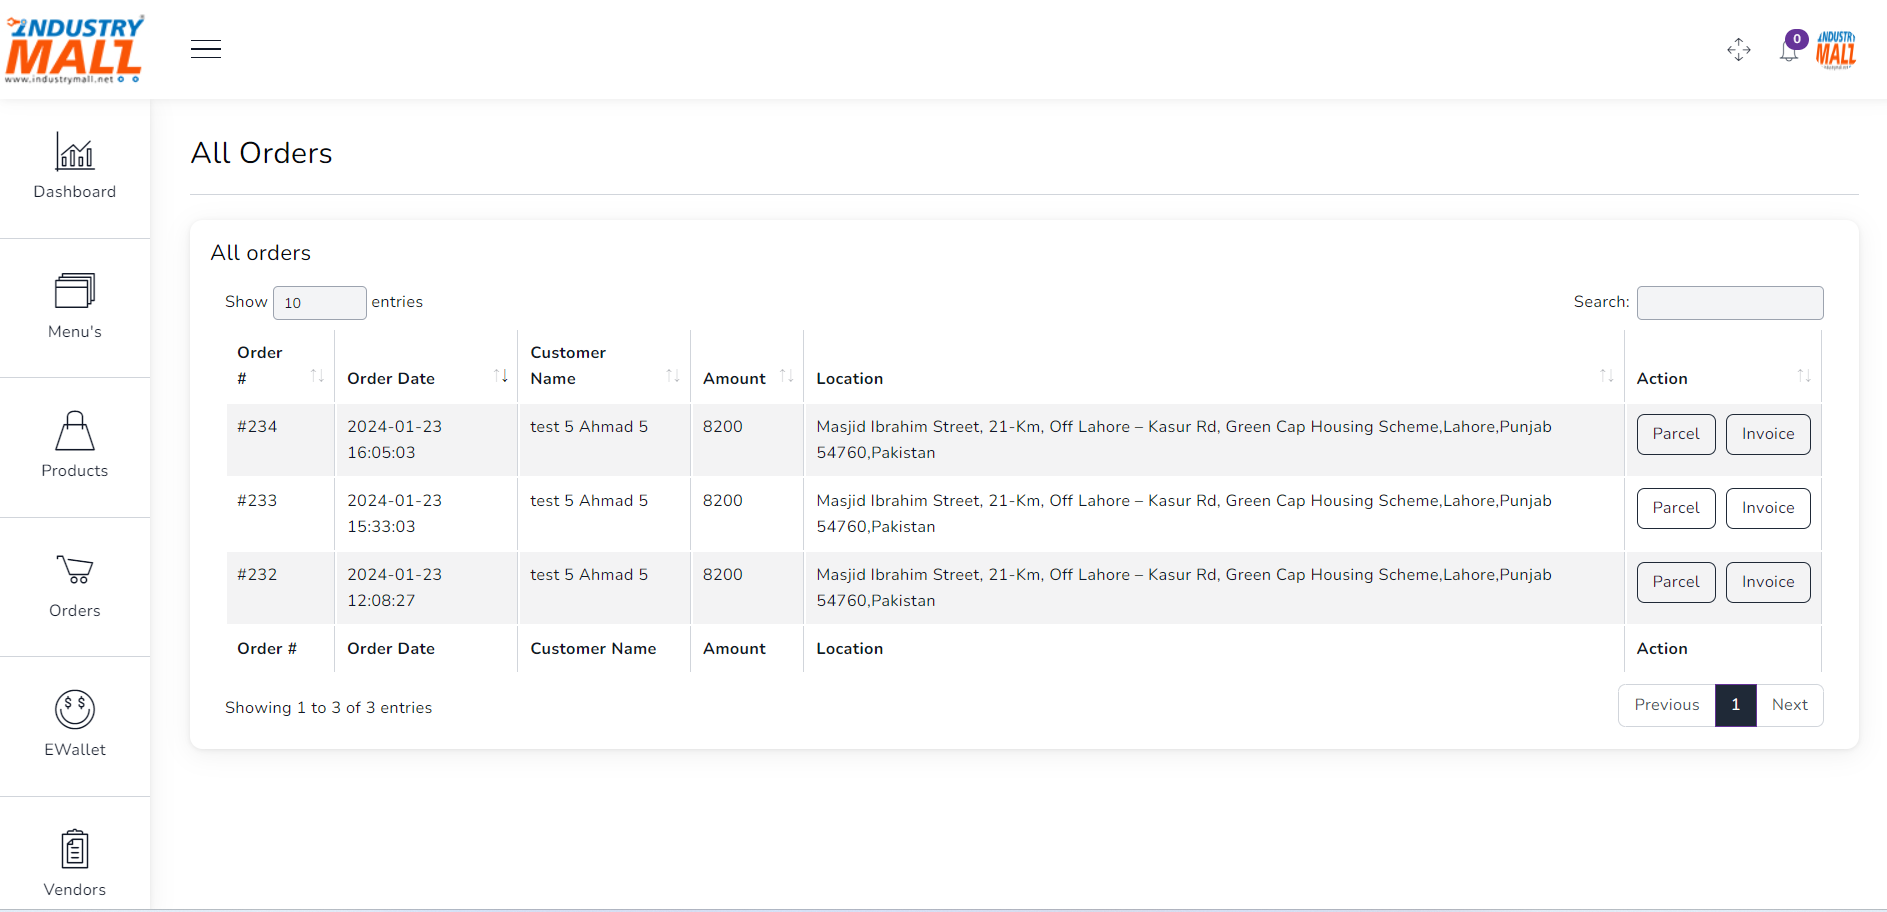 INDUSTRY
MALL
www.industrymall.net
0
INDUSTRY
MALL
Dashboard
Menu's
Products
Orders
EWallet
Vendors
All Orders
All orders
Show 10 entries
Search:
Order # Order Date Customer Name Amount Location Action
#234 2024-01-23 16:05:03 test 5 Ahmad 5 8200 Masjid Ibrahim Street, 21-Km, Off Lahore – Kasur Rd, Green Cap Housing Scheme,Lahore,Punjab 54760,Pakistan Parcel Invoice
#233 2024-01-23 15:33:03 test 5 Ahmad 5 8200 Masjid Ibrahim Street, 21-Km, Off Lahore – Kasur Rd, Green Cap Housing Scheme,Lahore,Punjab 54760,Pakistan Parcel Invoice
#232 2024-01-23 12:08:27 test 5 Ahmad 5 8200 Masjid Ibrahim Street, 21-Km, Off Lahore – Kasur Rd, Green Cap Housing Scheme,Lahore,Punjab 54760,Pakistan Parcel Invoice
Order # Order Date Customer Name Amount Location Action
Showing 1 to 3 of 3 entries
Previous 1 Next